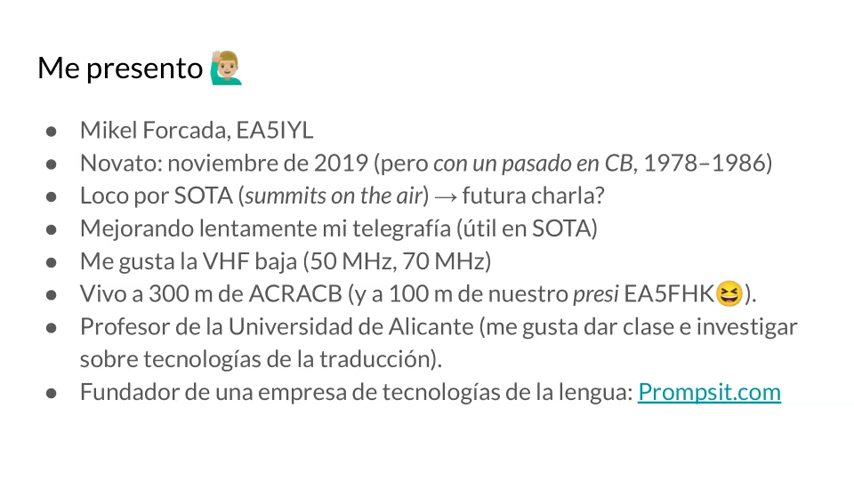 Me presento 🙋🏼‍♂️
● Mikel Forcada, EA5IYL
● Novato: noviembre de 2019 (pero con un pasado en CB, 1978–1986)
● Loco por SOTA (summits on the air) → futura charla?
● Mejorando lentamente mi telegrafía (útil en SOTA)
● Me gusta la VHF baja (50 MHz, 70 MHz)
● Vivo a 300 m de ACRACB (y a 100 m de nuestro presi EA5FHK😆).
● Profesor de la Universidad de Alicante (me gusta dar clase e investigar
sobre tecnologías de la traducción).
● Fundador de una empresa de tecnologías de la lengua: Prompsit.com